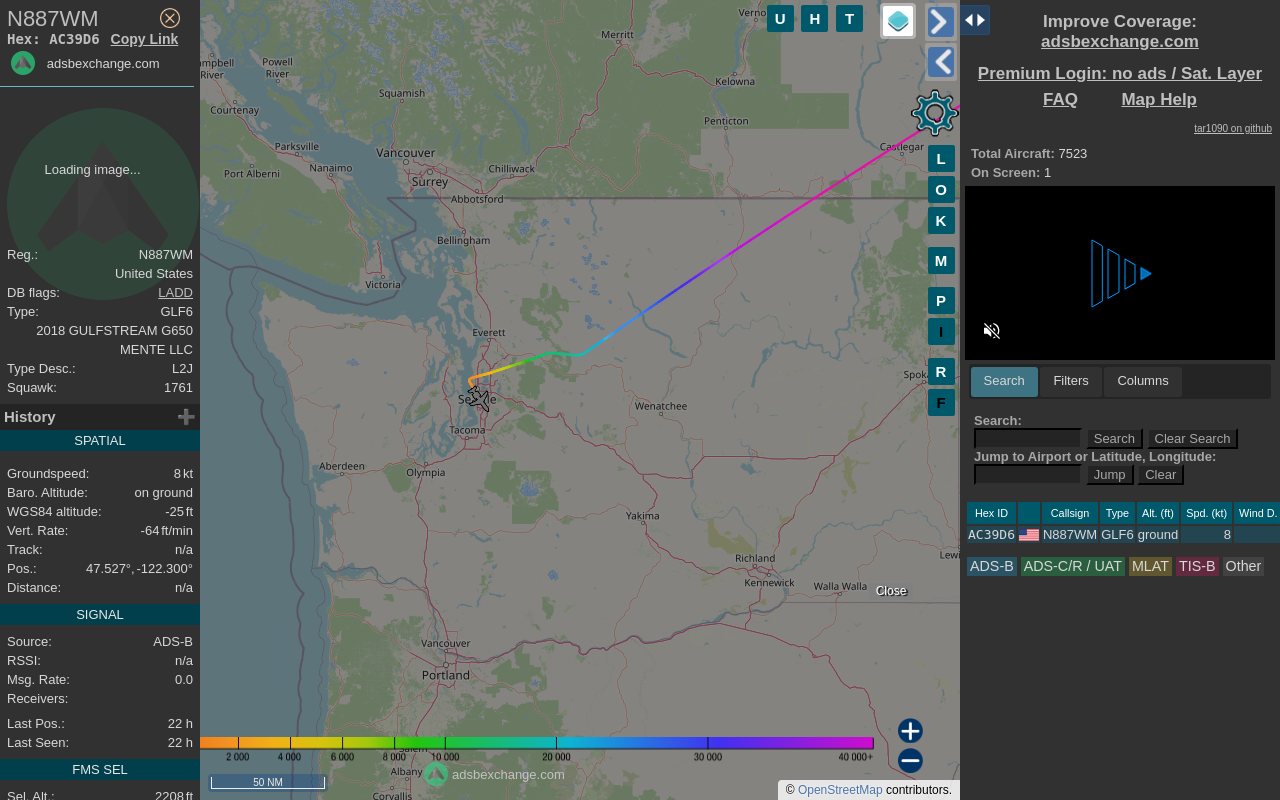 N887WM
Hex: AC39D6 Copy Link
adsbexchange.com
Loading image...
Reg.: N887WM
United States
DB flags: LADD
Type: GLF6
2018 GULFSTREAM G650
MENTE LLC
Type Desc.: L2J
Squawk: 1761
History
SPATIAL
Groundspeed: 8 kt
Baro. Altitude: on ground
WGS84 altitude: -25 ft
Vert. Rate: -64 ft/min
Track: n/a
Pos.: 47.527°, -122.300°
Distance: n/a
SIGNAL
Source: ADS-B
RSSI: n/a
Msg. Rate: 0.0
Receivers:
Last Pos.: 22 h
Last Seen: 22 h
FMS SEL
Sel. Alt.: 2208 ft
U H T
Merritt
River
Powell
River
Kelowna
Squamish
Courtenay
Penticton
Parksville
Vancouver
Nanaimo
Port Alberni
Chilliwack
Surrey
Abbotsford
Bellingham
Victoria
Everett
Wenatchee
Tacoma
Aberdeen
Olympia
Yakima
Richland
Kennewick
Walla Walla
Close
Vancouver
Portland
Albany
Corvallis
L
O
K
M
P
I
R
F
2 000 4 000 6 000 8 000 10 000 20 000 30 000 40 000+
adsbexchange.com
50 NM
© OpenStreetMap contributors.
Improve Coverage:
adsbexchange.com
Premium Login: no ads / Sat. Layer
FAQ Map Help
tar1090 on github
Total Aircraft: 7523
On Screen: 1
Search Filters Columns
Search:
Search Clear Search
Jump to Airport or Latitude, Longitude:
Jump Clear
Hex ID Callsign Type Alt. (ft) Spd. (kt) Wind D.
AC39D6 N887WM GLF6 ground 8
ADS-B ADS-C/R / UAT MLAT TIS-B Other